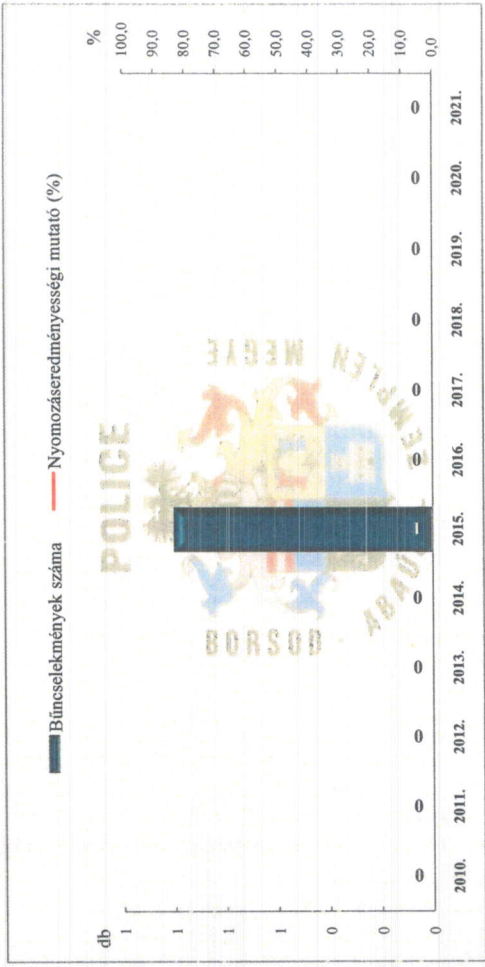 Bűncselekmények száma Nyomozáseredményességi mutató (%)
db %
POLICE
BORSOD ABAÚJ ZEMPLÉN MEGYE
1 100,0
90,0
1 80,0
70,0
1 60,0
50,0
1 40,0
0 30,0
20,0
0 10,0
0 0,0
0 0 0 0 0 1 0 0 0 0 0 0
2010. 2011. 2012. 2013. 2014. 2015. 2016. 2017. 2018. 2019. 2020. 2021.